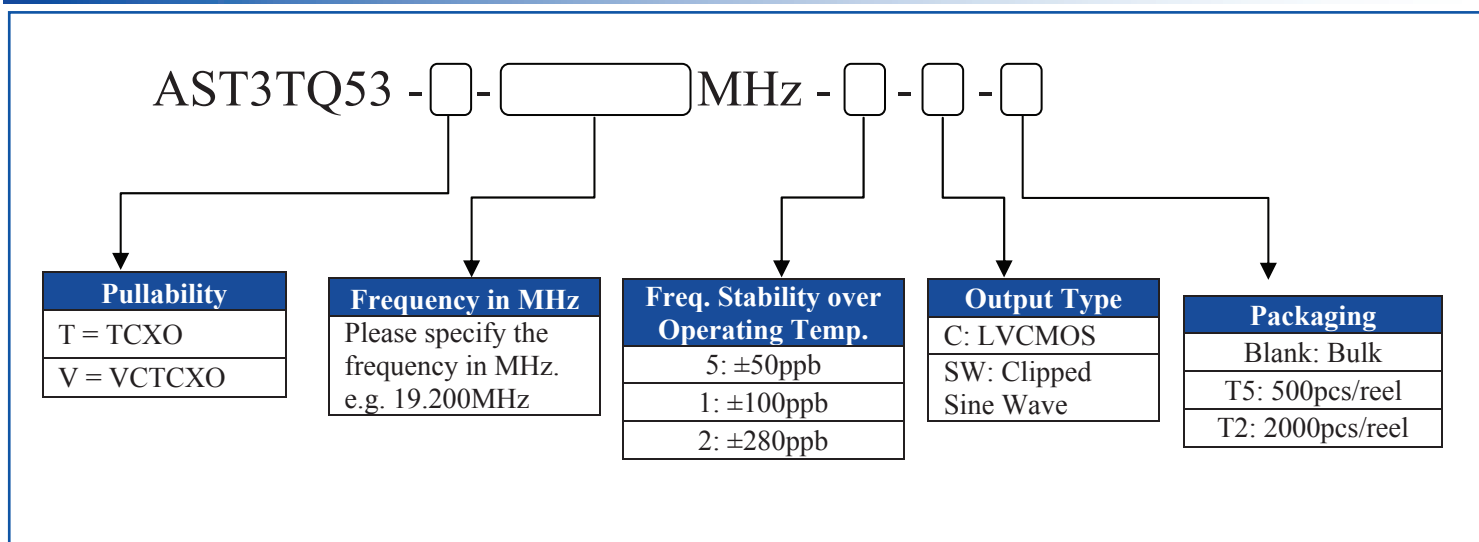 AST3TQ53 - - MHz - - -
Pullability
T = TCXO
V = VCTCXO
Frequency in MHz
Please specify the
frequency in MHz.
e.g. 19.200MHz
Freq. Stability over
Operating Temp.
5: ±50ppb
1: ±100ppb
2: ±280ppb
Output Type
C: LVCMOS
SW: Clipped
Sine Wave
Packaging
Blank: Bulk
T5: 500pcs/reel
T2: 2000pcs/reel